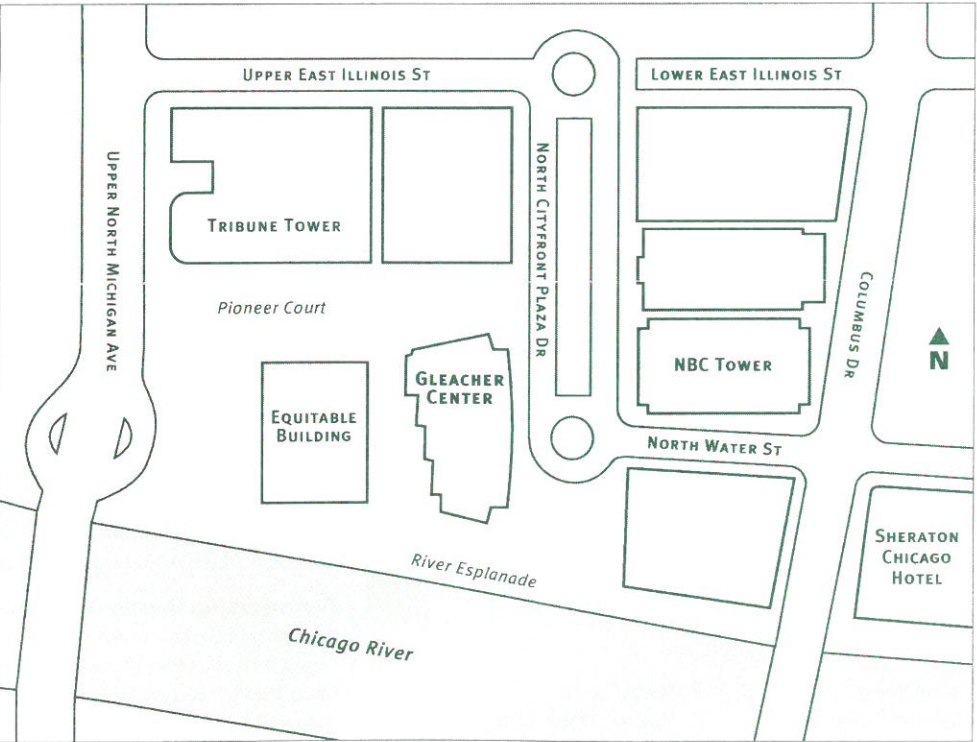 UPPER EAST ILLINOIS ST
LOWER EAST ILLINOIS ST
UPPER NORTH MICHIGAN AVE
TRIBUNE TOWER
NORTH CITYFRONT PLAZA DR
Pioneer Court
COLUMBUS DR
N
NBC TOWER
GLEACHER
CENTER
EQUITABLE
BUILDING
NORTH WATER ST
SHERATON
CHICAGO
HOTEL
River Esplanade
Chicago River